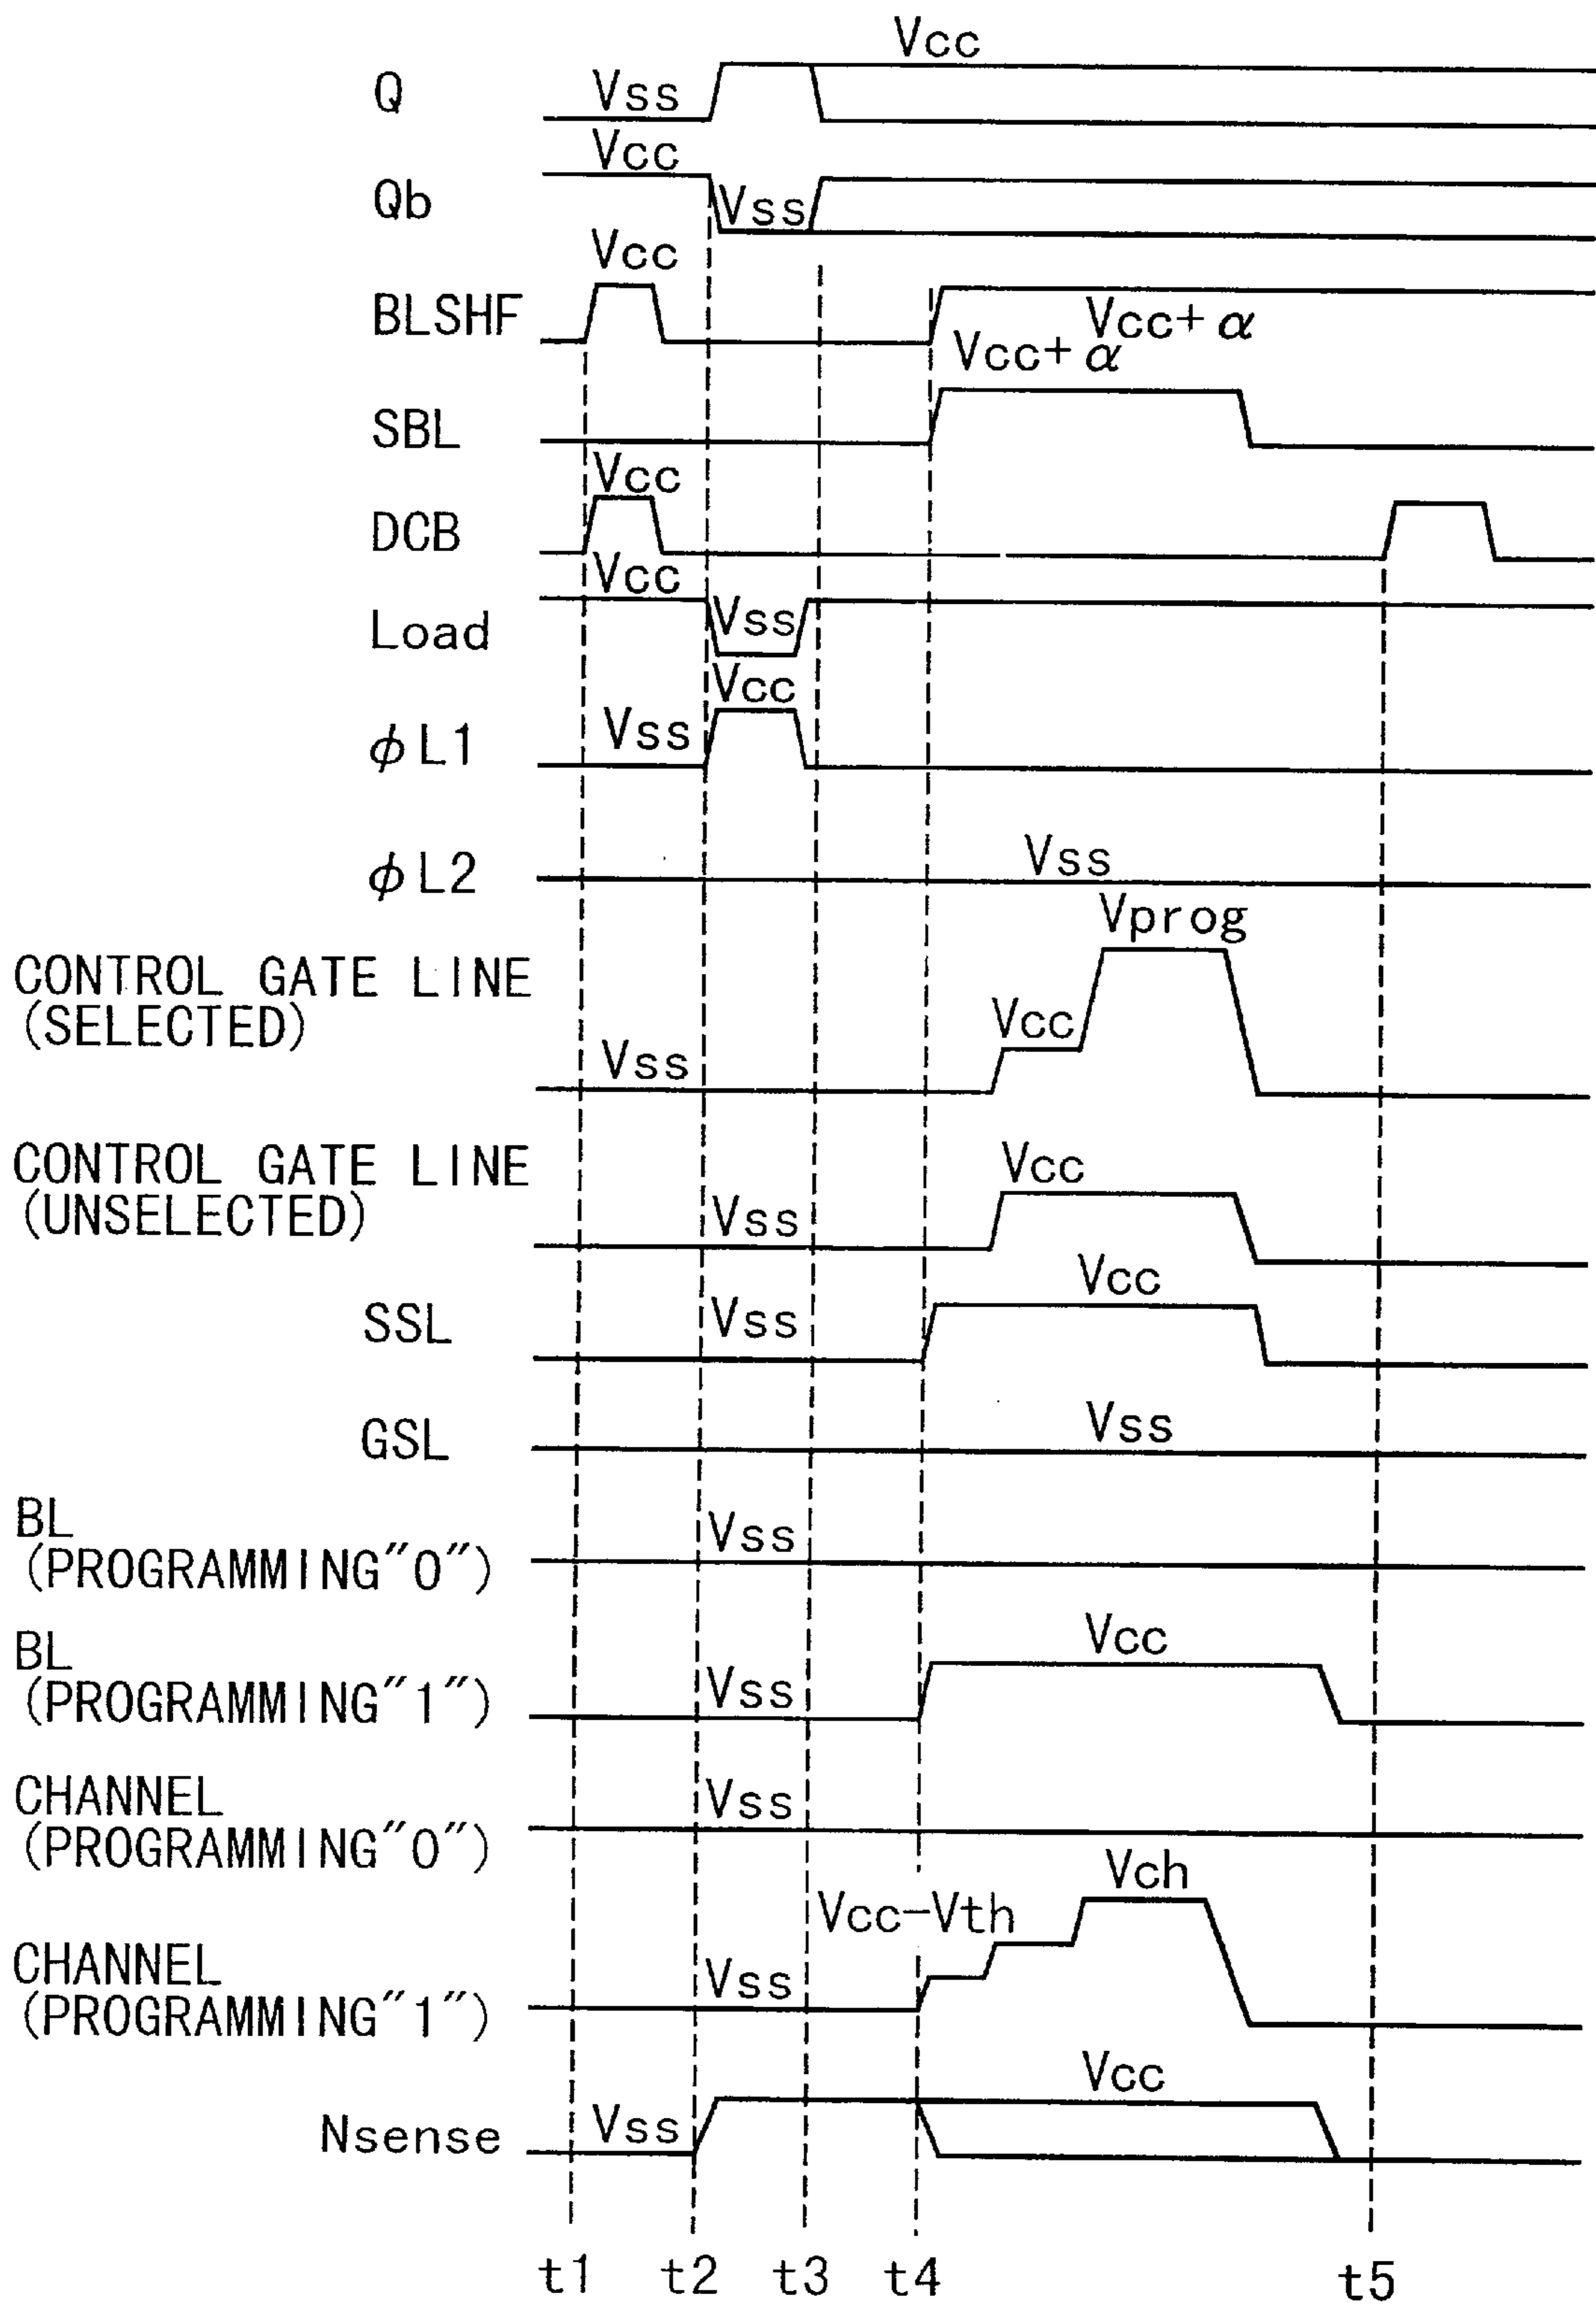 Vcc
Q Vss
Vcc
Qb Vss
Vcc
BLSHF Vcc+α
Vcc+α
SBL
Vcc
DCB
Vcc
Load Vss
Vcc
φL1 Vss
φL2 Vss
Vprog
CONTROL GATE LINE
(SELECTED) Vcc
Vss
CONTROL GATE LINE Vcc
(UNSELECTED) Vss
Vcc
SSL Vss
GSL Vss
BL
(PROGRAMMING"0") Vss
BL Vcc
(PROGRAMMING"1") Vss
CHANNEL Vss
(PROGRAMMING"0")
Vch
Vcc-Vth
CHANNEL Vss
(PROGRAMMING"1")
Vcc
Nsense Vss
t1 t2 t3 t4 t5